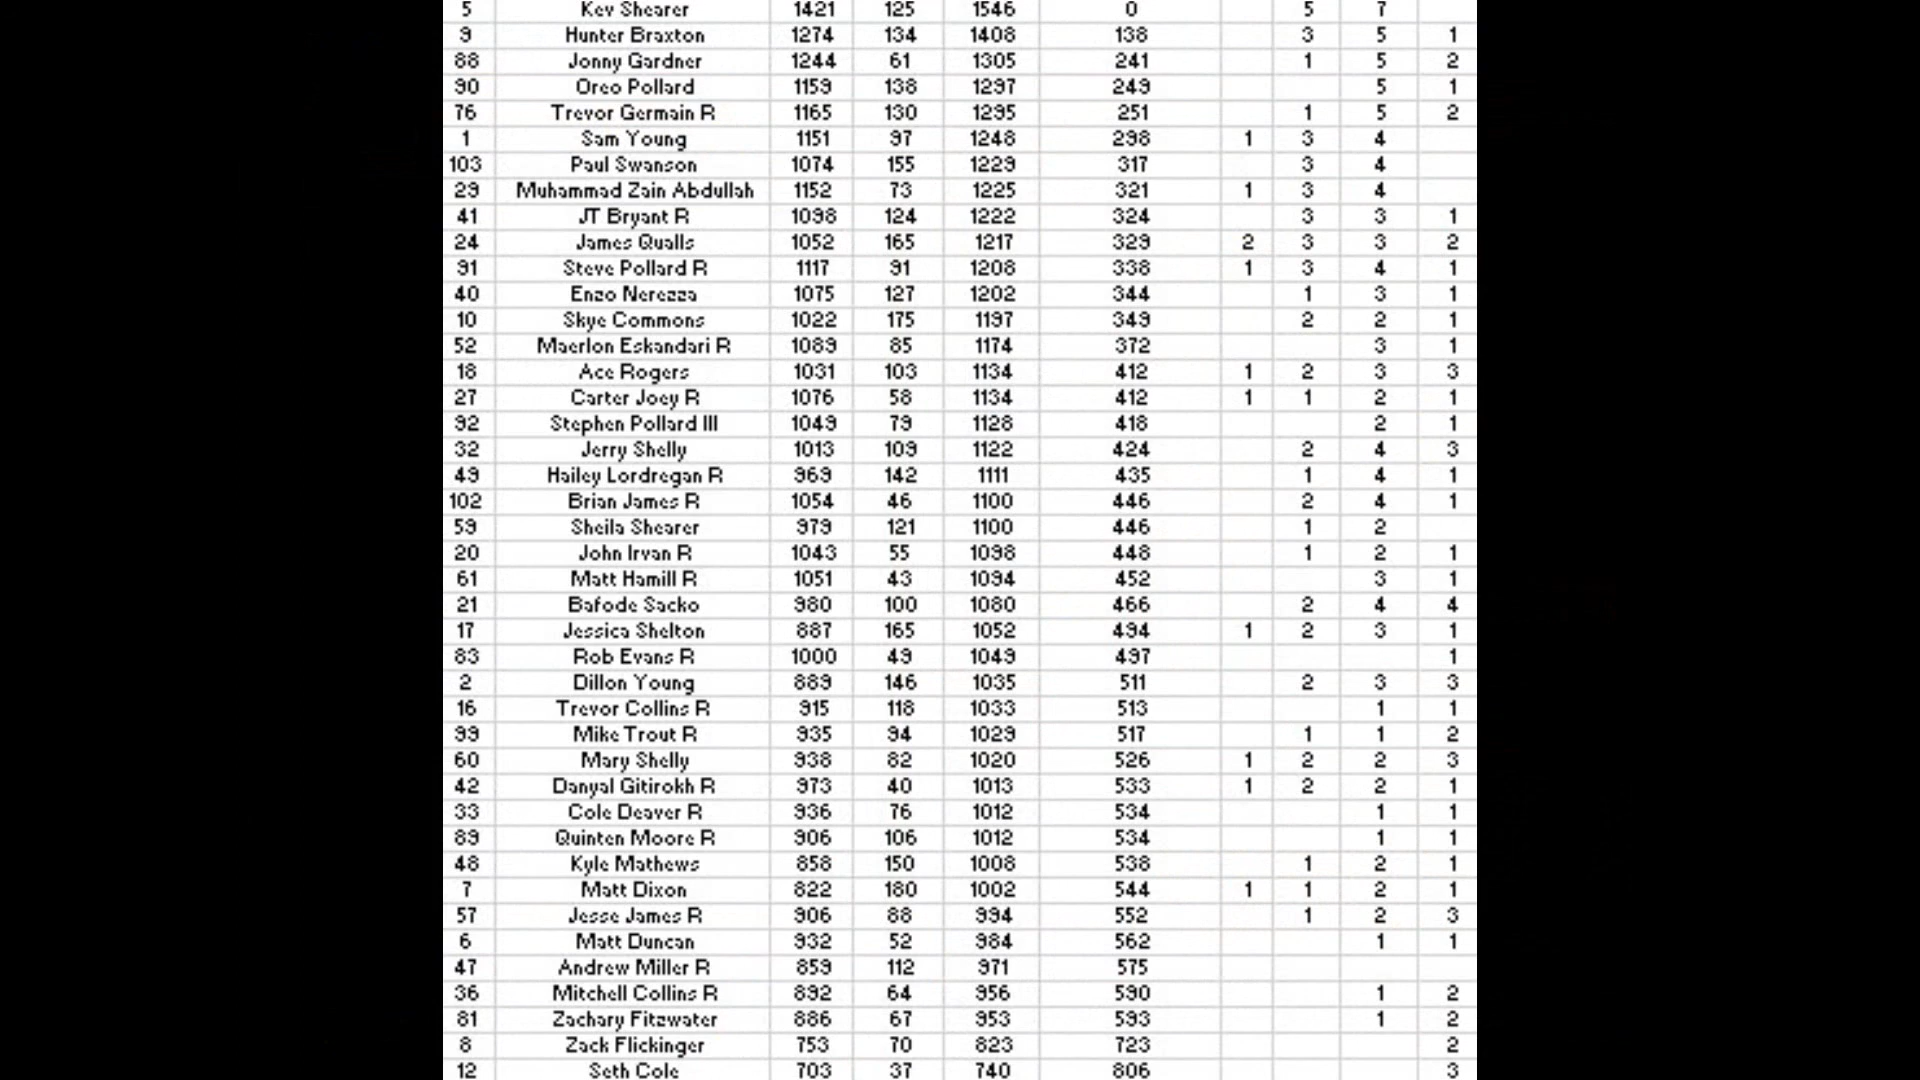 5 Kev Shearer 1421 125 1546 0 5 7
9 Hunter Braxton 1274 134 1408 138 3 5 1
88 Jonny Gardner 1244 61 1305 241 1 5 2
90 Oreo Pollard 1159 138 1297 249 5 1
76 Trevor Germain R 1165 130 1295 251 1 5 2
1 Sam Young 1151 97 1248 298 1 3 4
103 Paul Swanson 1074 155 1229 317 3 4
29 Muhammad Zain Abdullah 1152 73 1225 321 1 3 4
41 JT Bryant R 1098 124 1222 324 3 3 1
24 James Qualls 1052 165 1217 329 2 3 3 2
91 Steve Pollard R 1117 91 1208 338 1 3 4 1
40 Enzo Nerezza 1075 127 1202 344 1 3 1
10 Skye Commons 1022 175 1197 349 2 2 1
52 Maerlon Eskandari R 1089 85 1174 372 3 1
18 Ace Rogers 1031 103 1134 412 1 2 3 3
27 Carter Joey R 1076 58 1134 412 1 1 2 1
92 Stephen Pollard III 1049 79 1128 418 2 1
32 Jerry Shelly 1013 109 1122 424 2 4 3
49 Hailey Lordregan R 969 142 1111 435 1 4 1
102 Brian James R 1054 46 1100 446 2 4 1
59 Sheila Shearer 979 121 1100 446 1 2
20 John Irvan R 1043 55 1098 448 1 2 1
61 Matt Hamill R 1051 43 1094 452 3 1
21 Bafode Sacko 980 100 1080 466 2 4 4
17 Jessica Shelton 887 165 1052 494 1 2 3 1
83 Rob Evans R 1000 49 1049 497 1
2 Dillon Young 889 146 1035 511 2 3 3
16 Trevor Collins R 915 118 1033 513 1 1
99 Mike Trout R 935 94 1029 517 1 1 2
60 Mary Shelly 938 82 1020 526 1 2 2 3
42 Danyal Gitirokh R 973 40 1013 533 1 2 2 1
33 Cole Deaver R 936 76 1012 534 1 1
89 Quinten Moore R 906 106 1012 534 1 1
48 Kyle Mathews 858 150 1008 538 1 2 1
7 Matt Dixon 822 180 1002 544 1 1 2 1
57 Jesse James R 906 88 994 552 1 2 3
6 Matt Duncan 932 52 984 562 1 1
47 Andrew Miller R 859 112 971 575
36 Mitchell Collins R 892 64 956 590 1 2
81 Zachary Fitzwater 886 67 953 593 1 2
8 Zack Flickinger 753 70 823 723 2
12 Seth Cole 703 37 740 806 3